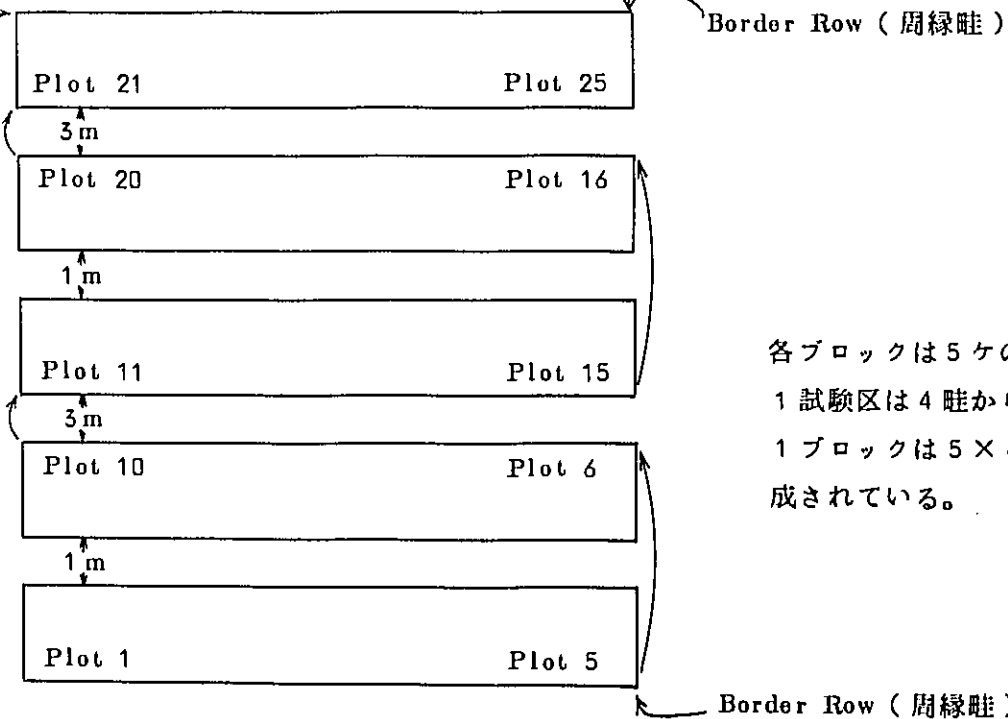 Border Row ( 周縁畦 )
Plot 21 Plot 25
3 m
Plot 20 Plot 16
1 m
Plot 11 Plot 15
3 m
Plot 10 Plot 6
1 m
Plot 1 Plot 5
Border Row ( 周縁畦 )
各ブロックは5ケの
1試験区は4畦か
1ブロックは5×
成されている。